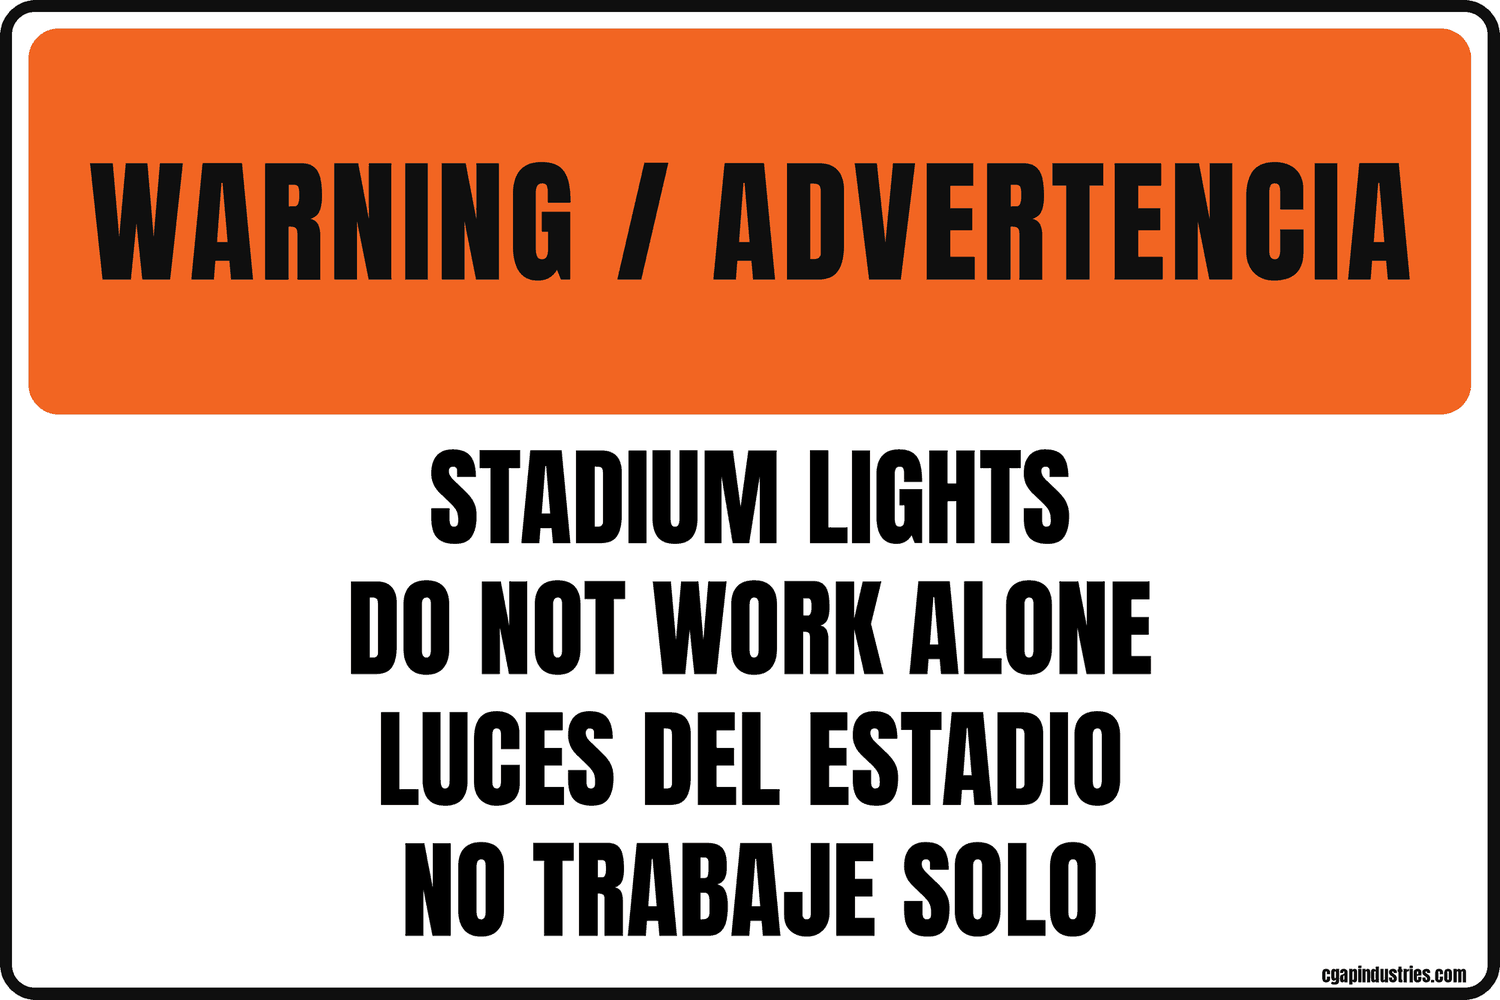 WARNING / ADVERTENCIA
STADIUM LIGHTS
DO NOT WORK ALONE
LUCES DEL ESTADIO
NO TRABAJE SOLO
cgapindustries.com